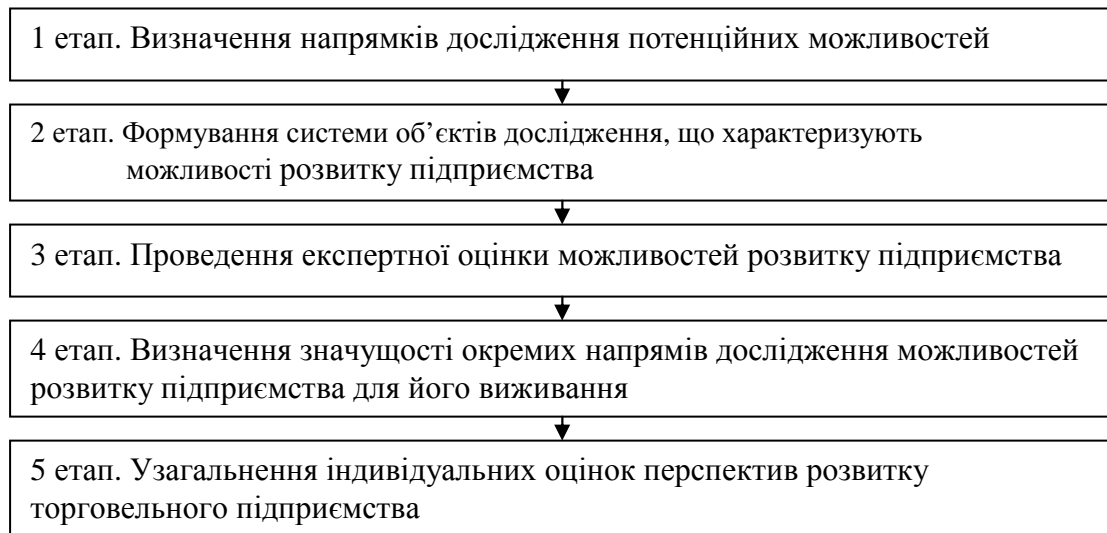 1 етап. Визначення напрямків дослідження потенційних можливостей
2 етап. Формування системи об’єктів дослідження, що характеризують
можливості розвитку підприємства
3 етап. Проведення експертної оцінки можливостей розвитку підприємства
4 етап. Визначення значущості окремих напрямів дослідження можливостей
розвитку підприємства для його виживання
5 етап. Узагальнення індивідуальних оцінок перспектив розвитку
торговельного підприємства